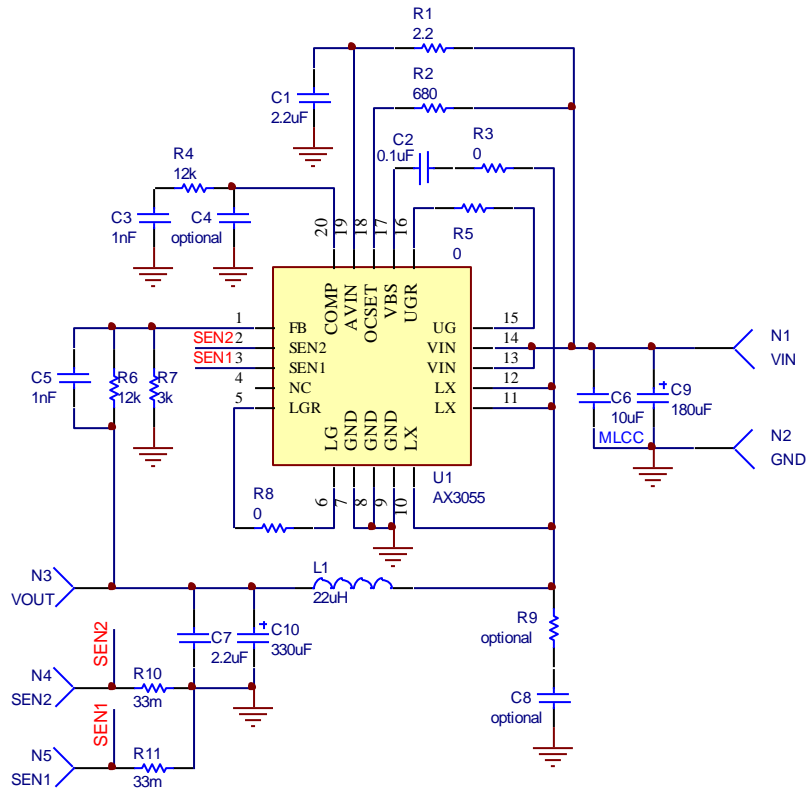 R1
2.2
R2
680
C1
2.2uF
C2
0.1uF
R3
0
R4
12k
C3
1nF
C4
optional
R5
0
20
19
18
17
16
COMP
AVIN
OCSET
VBS
UGR
1
FB
SEN2
2
SEN2
SEN1
3
SEN1
4
NC
5
LGR
UG
15
VIN
14
VIN
13
LX
12
LX
11
LG
GND
GND
GND
LX
6
7
8
9
10
U1
AX3055
C5
1nF
R6
12k
R7
3k
R8
0
N1
VIN
C6
10uF
MLCC
C9
180uF
N2
GND
N3
VOUT
L1
22uH
C7
2.2uF
C10
330uF
R9
optional
C8
optional
SEN2
N4
SEN2
R10
33m
SEN1
N5
SEN1
R11
33m